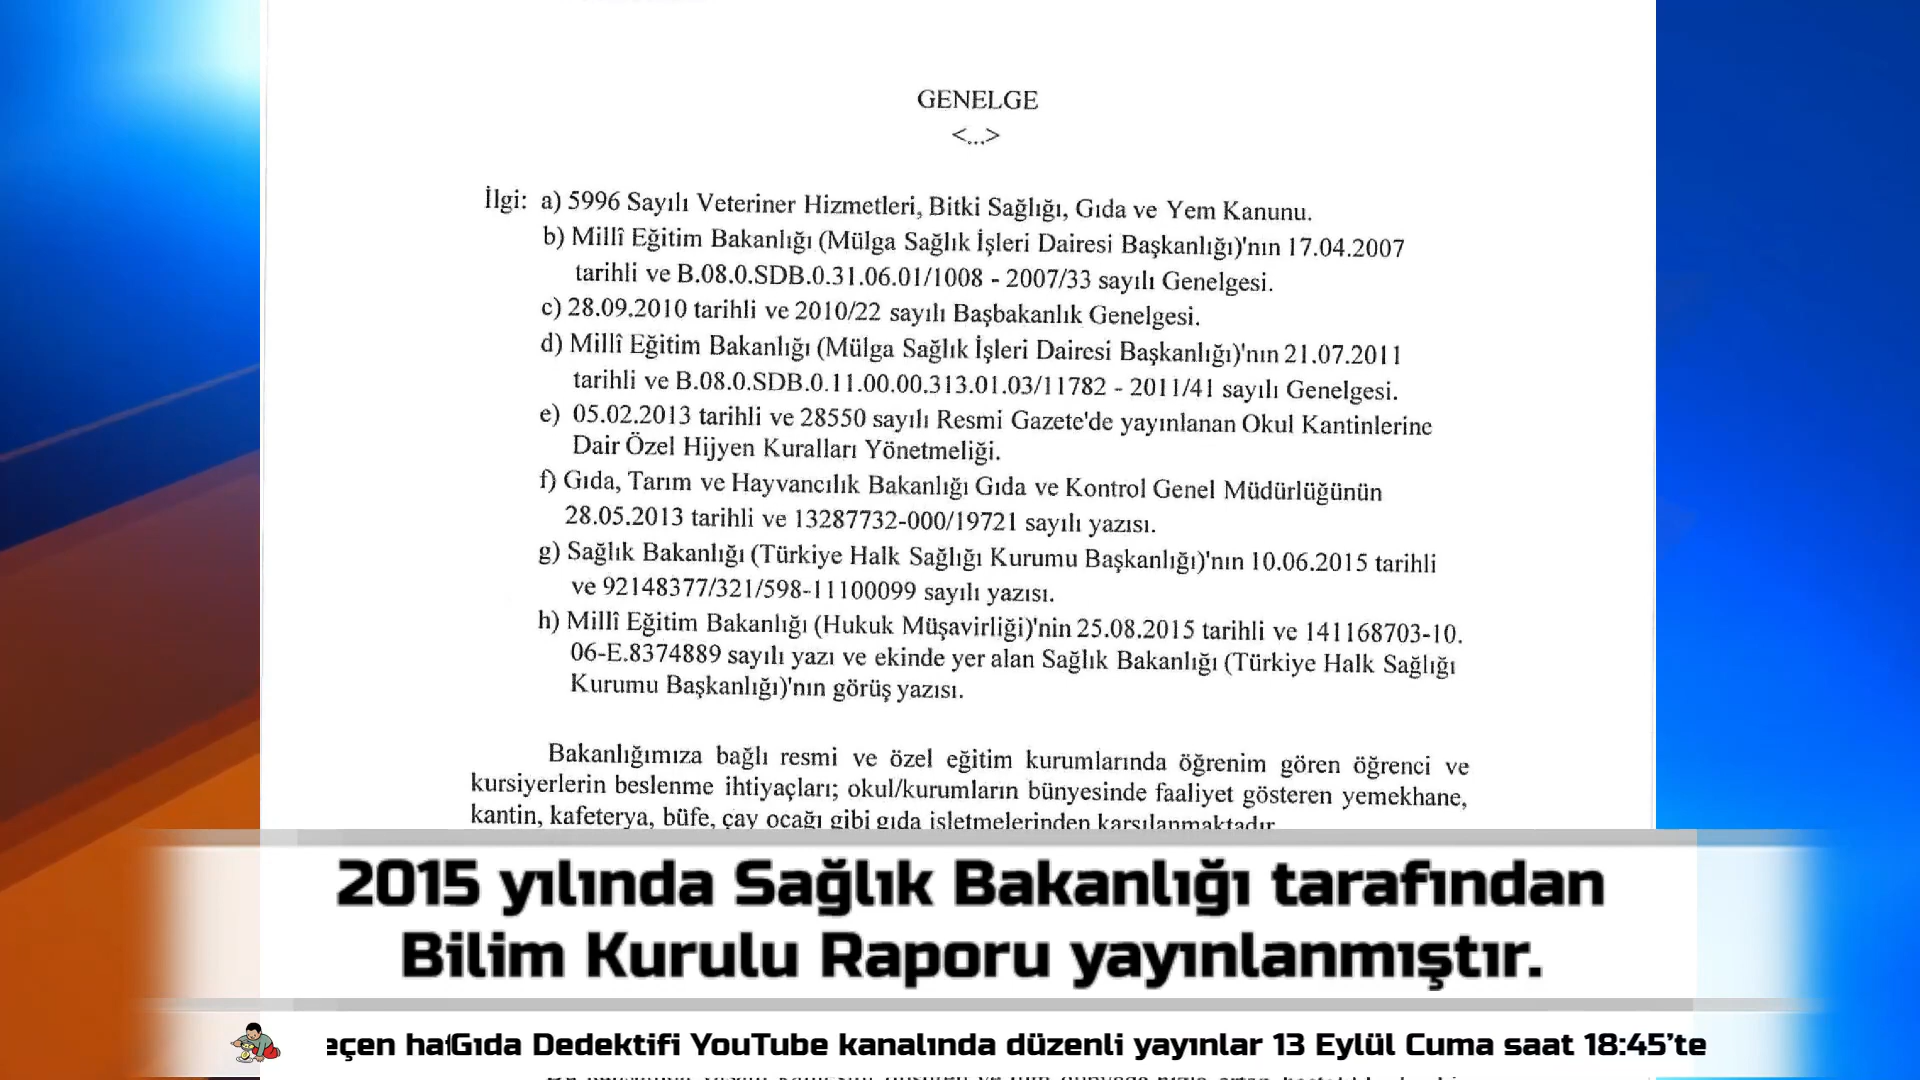 GENELGE
<...>
İlgi: a) 5996 Sayılı Veteriner Hizmetleri, Bitki Sağlığı, Gıda ve Yem Kanunu.
b) Millî Eğitim Bakanlığı (Mülga Sağlık İşleri Dairesi Başkanlığı)'nın 17.04.2007
tarihli ve B.08.0.SDB.0.31.06.01/1008 - 2007/33 sayılı Genelgesi.
c) 28.09.2010 tarihli ve 2010/22 sayılı Başbakanlık Genelgesi.
d) Millî Eğitim Bakanlığı (Mülga Sağlık İşleri Dairesi Başkanlığı)'nın 21.07.2011
tarihli ve B.08.0.SDB.0.11.00.00.313.01.03/11782 - 2011/41 sayılı Genelgesi.
e) 05.02.2013 tarihli ve 28550 sayılı Resmi Gazete'de yayınlanan Okul Kantinlerine
Dair Özel Hijyen Kuralları Yönetmeliği.
f) Gıda, Tarım ve Hayvancılık Bakanlığı Gıda ve Kontrol Genel Müdürlüğünün
28.05.2013 tarihli ve 13287732-000/19721 sayılı yazısı.
g) Sağlık Bakanlığı (Türkiye Halk Sağlığı Kurumu Başkanlığı)'nın 10.06.2015 tarihli
ve 92148377/321/598-11100099 sayılı yazısı.
h) Millî Eğitim Bakanlığı (Hukuk Müşavirliği)'nin 25.08.2015 tarihli ve 141168703-10.
06-E.8374889 sayılı yazı ve ekinde yer alan Sağlık Bakanlığı (Türkiye Halk Sağlığı
Kurumu Başkanlığı)'nın görüş yazısı.
Bakanlığımıza bağlı resmi ve özel eğitim kurumlarında öğrenim gören öğrenci ve
kursiyerlerin beslenme ihtiyaçları; okul/kurumların bünyesinde faaliyet gösteren yemekhane,
kantin, kafeterya, büfe, çay ocağı gibi gıda işletmelerinden karşılanmaktadır
2015 yılında Sağlık Bakanlığı tarafından
Bilim Kurulu Raporu yayınlanmıştır.
eçen haf Gıda Dedektifi YouTube kanalında düzenli yayınlar 13 Eylül Cuma saat 18:45'te